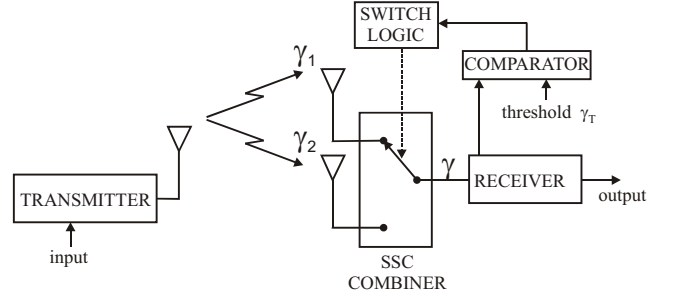 SWITCH
LOGIC
γ1
COMPARATOR
threshold γT
γ2
γ
RECEIVER
TRANSMITTER
output
input
SSC
COMBINER